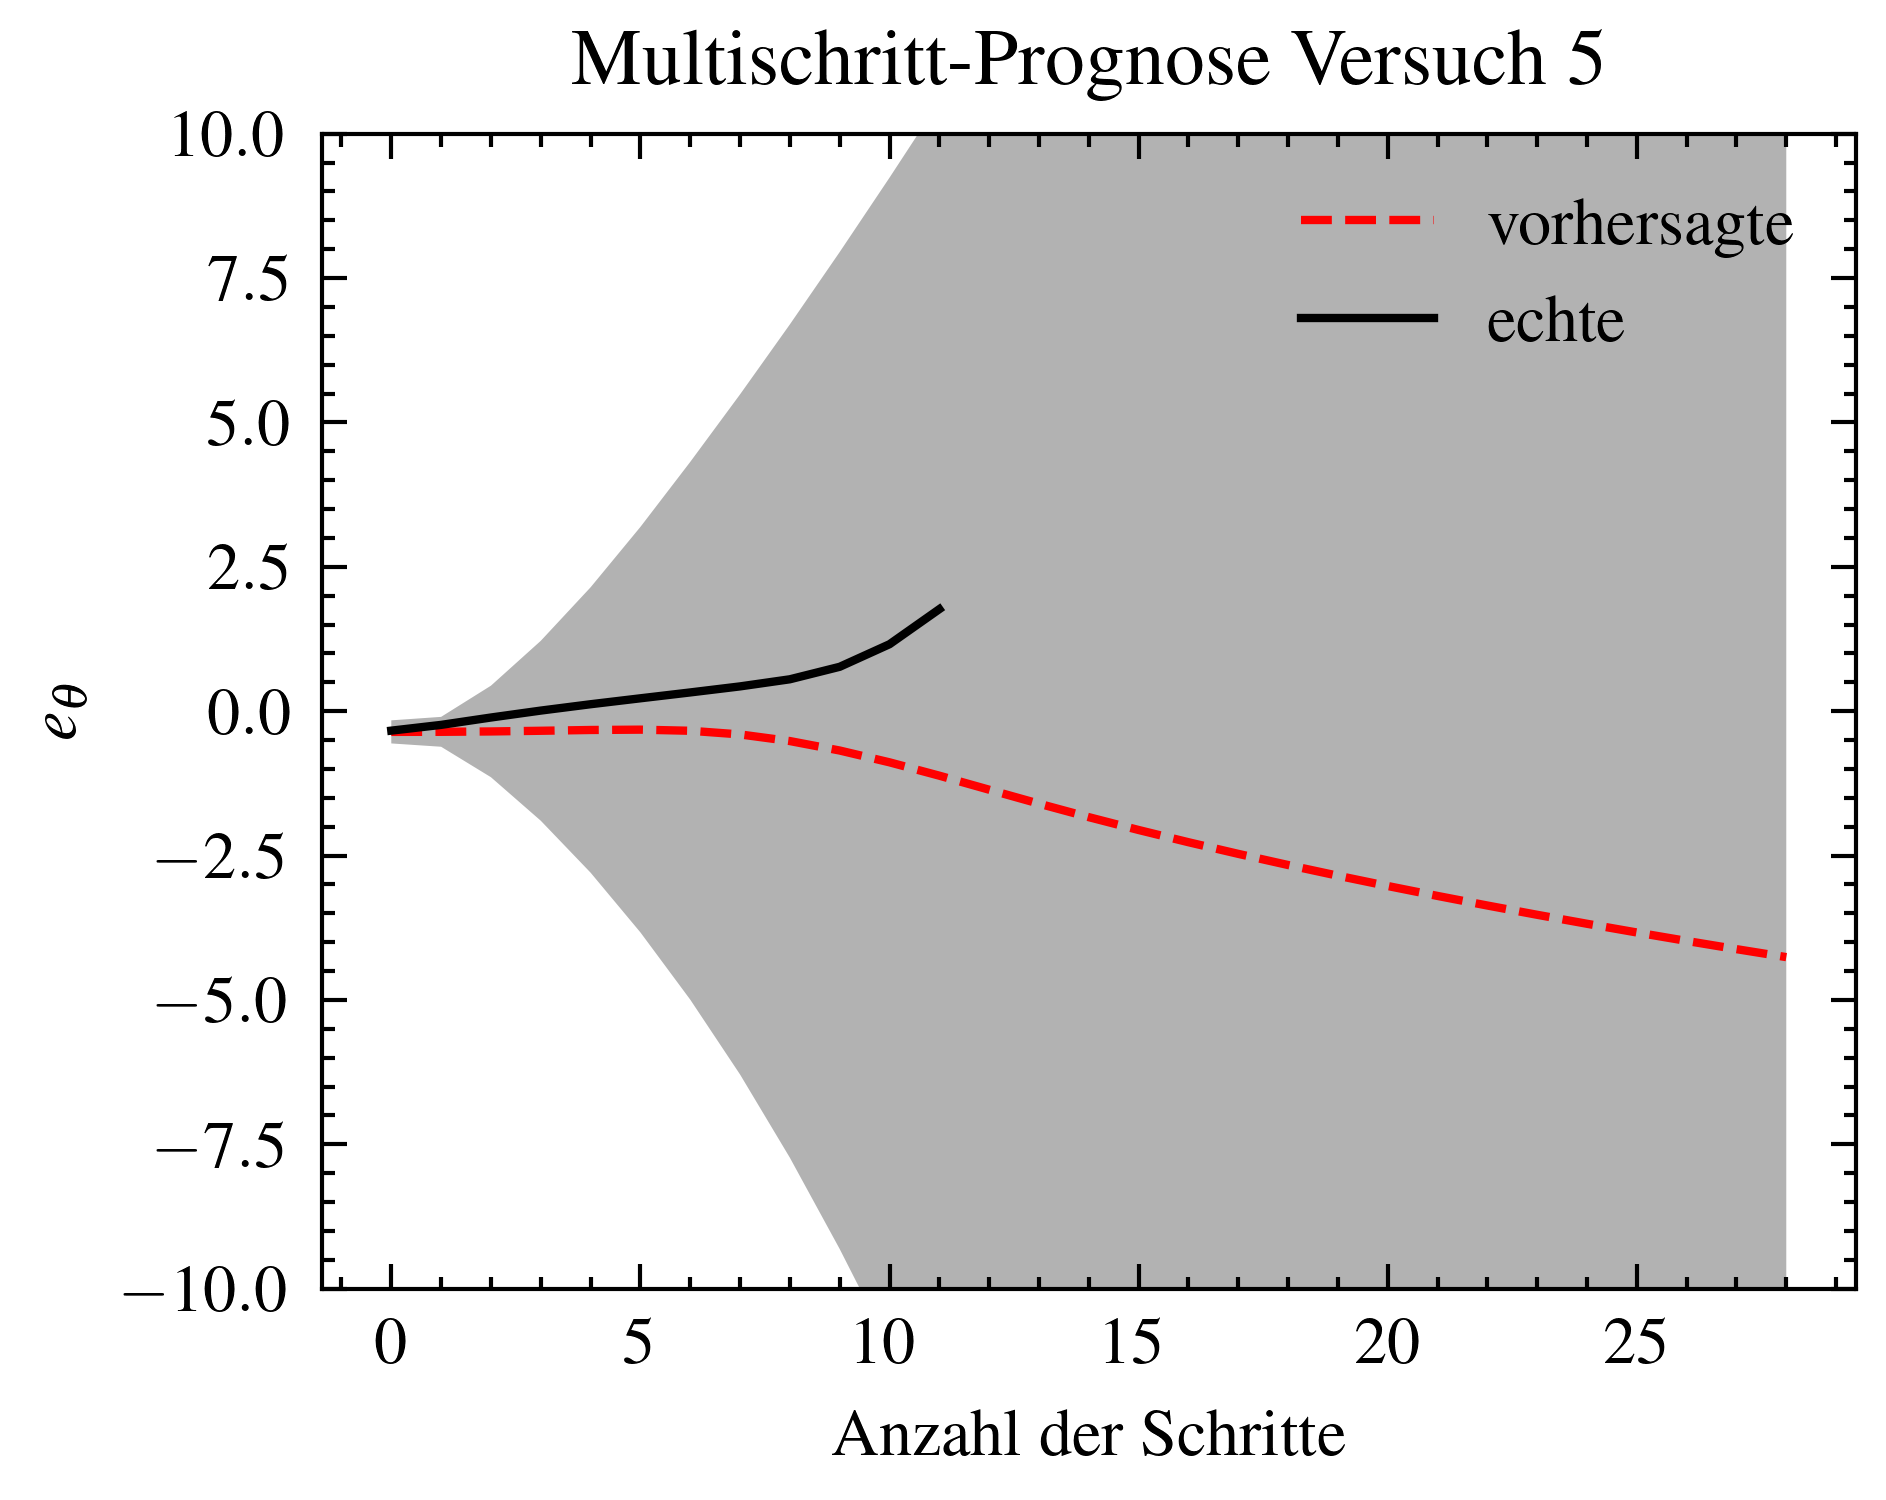 Multischritt-Prognose Versuch 5
10.0
7.5
5.0
2.5
0.0
−2.5
−5.0
−7.5
−10.0
e_θ
vorhersagte
echte
0 5 10 15 20 25
Anzahl der Schritte